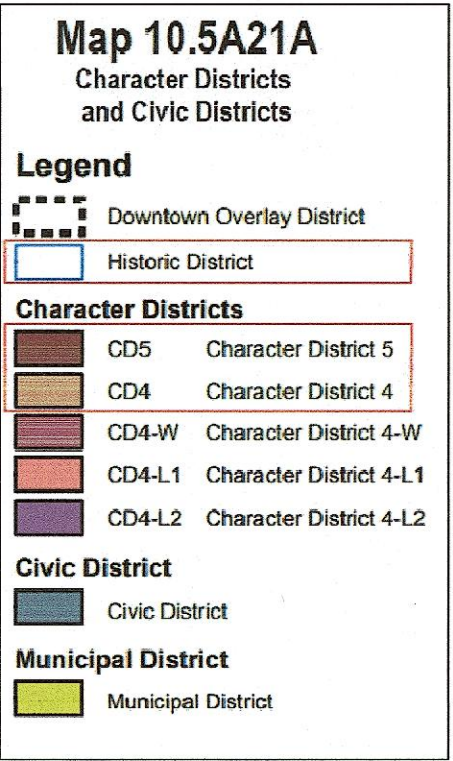 Map 10.5A21A
Character Districts
and Civic Districts
Legend
Downtown Overlay District
Historic District
Character Districts
CD5 Character District 5
CD4 Character District 4
CD4-W Character District 4-W
CD4-L1 Character District 4-L1
CD4-L2 Character District 4-L2
Civic District
Civic District
Municipal District
Municipal District